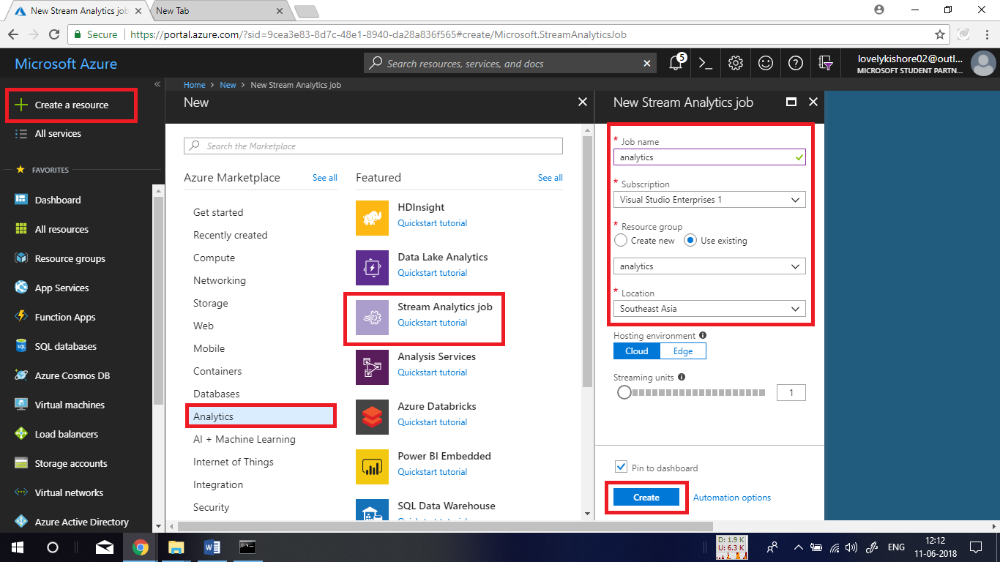 New Stream Analytics jo
New Tab
Secure
https://portal.azure.com/?sid=9cea3e83-8d7c-48e1-8940-da28a836f565#create/Microsoft.StreamAnalyticsJob
Microsoft Azure
Search resources, services, and docs
5
lovelykishore02@outl...
MICROSOFT STUDENT PARTN...
Create a resource
All services
FAVORITES
Dashboard
All resources
Resource groups
App Services
Function Apps
SQL databases
Azure Cosmos DB
Virtual machines
Load balancers
Storage accounts
Virtual networks
Azure Active Directory
Home > New > New Stream Analytics job
New
Search the Marketplace
Azure Marketplace
See all
Get started
Recently created
Compute
Networking
Storage
Web
Mobile
Containers
Databases
Analytics
AI + Machine Learning
Internet of Things
Integration
Security
Featured
See all
HDInsight
Quickstart tutorial
Data Lake Analytics
Quickstart tutorial
Stream Analytics job
Quickstart tutorial
Analysis Services
Quickstart tutorial
Azure Databricks
Quickstart tutorial
Power BI Embedded
Quickstart tutorial
SQL Data Warehouse
New Stream Analytics job
* Job name
analytics
* Subscription
Visual Studio Enterprises 1
* Resource group
Create new
Use existing
analytics
* Location
Southeast Asia
Hosting environment
Cloud
Edge
Streaming units
1
Pin to dashboard
Create
Automation options
D: 1.9 K
U: 6.3 K
ENG
12:12
11-06-2018